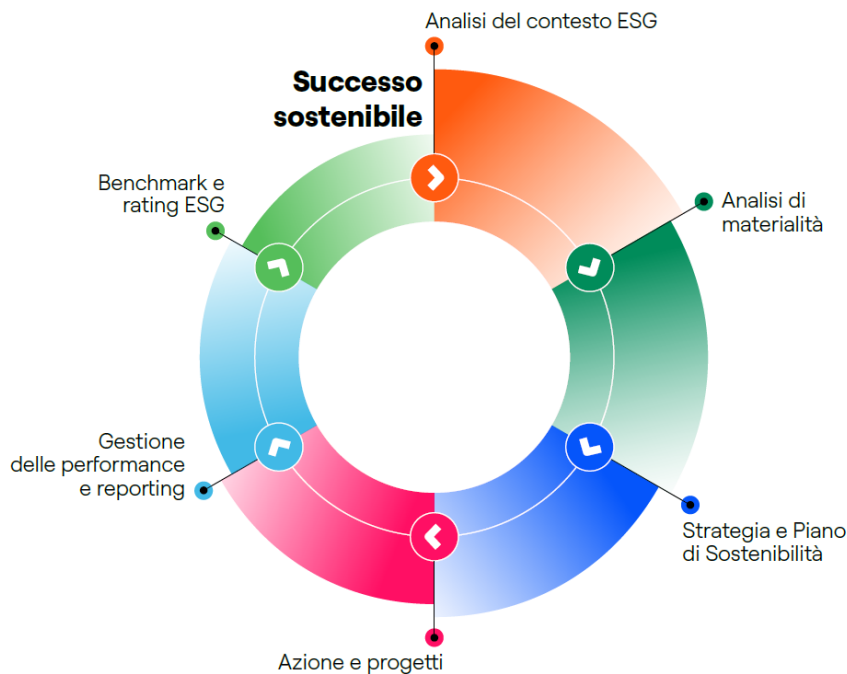 Analisi del contesto ESG
Successo
sostenibile
Analisi di
materialità
Strategia e Piano
di Sostenibilità
Azione e progetti
Gestione
delle performance
e reporting
Benchmark e
rating ESG